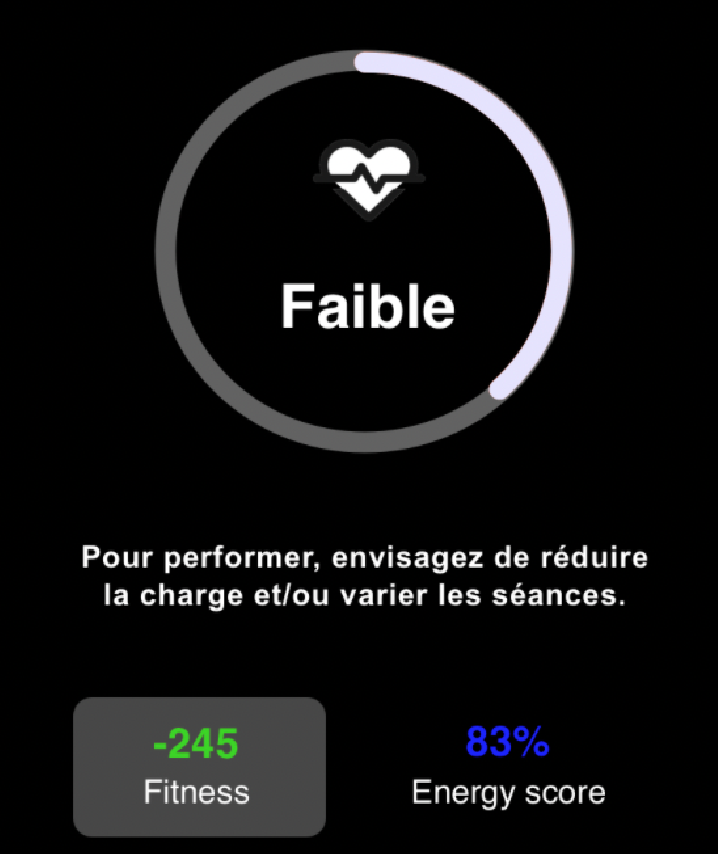 Faible
Pour performer, envisagez de réduire
la charge et/ou varier les séances.
-245
Fitness
83%
Energy score